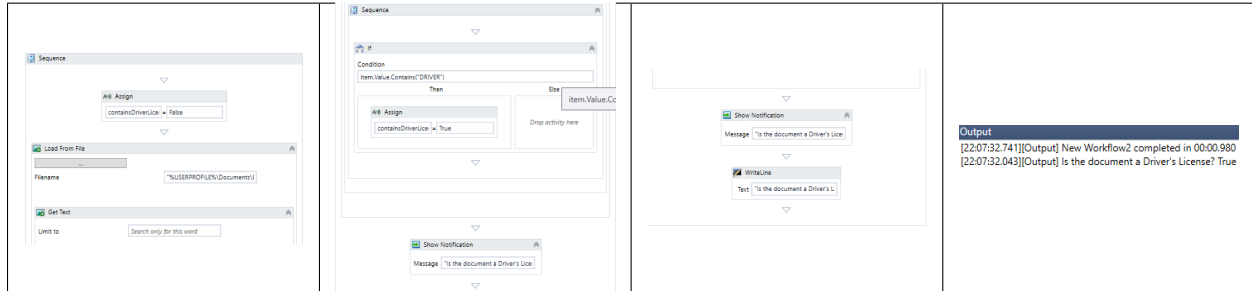 Sequence
A+B Assign
containsDriverLice = False
Load From File
...
Filename
"%USERPROFILE%\Documents\I
Get Text
Limit to
Search only for this word
Sequence
If
Condition
item.Value.Contains("DRIVER")
Then
Else
item.Value.Co
A+B Assign
containsDriverLice = True
Drop activity here
Show Notification
Message
"Is the document a Driver's Lice
Show Notification
Message
"Is the document a Driver's Lice
WriteLine
Text
"Is the document a Driver's Li
Output
[22:07:32.741][Output] New Workflow2 completed in 00:00.980
[22:07:32.043][Output] Is the document a Driver's License? True